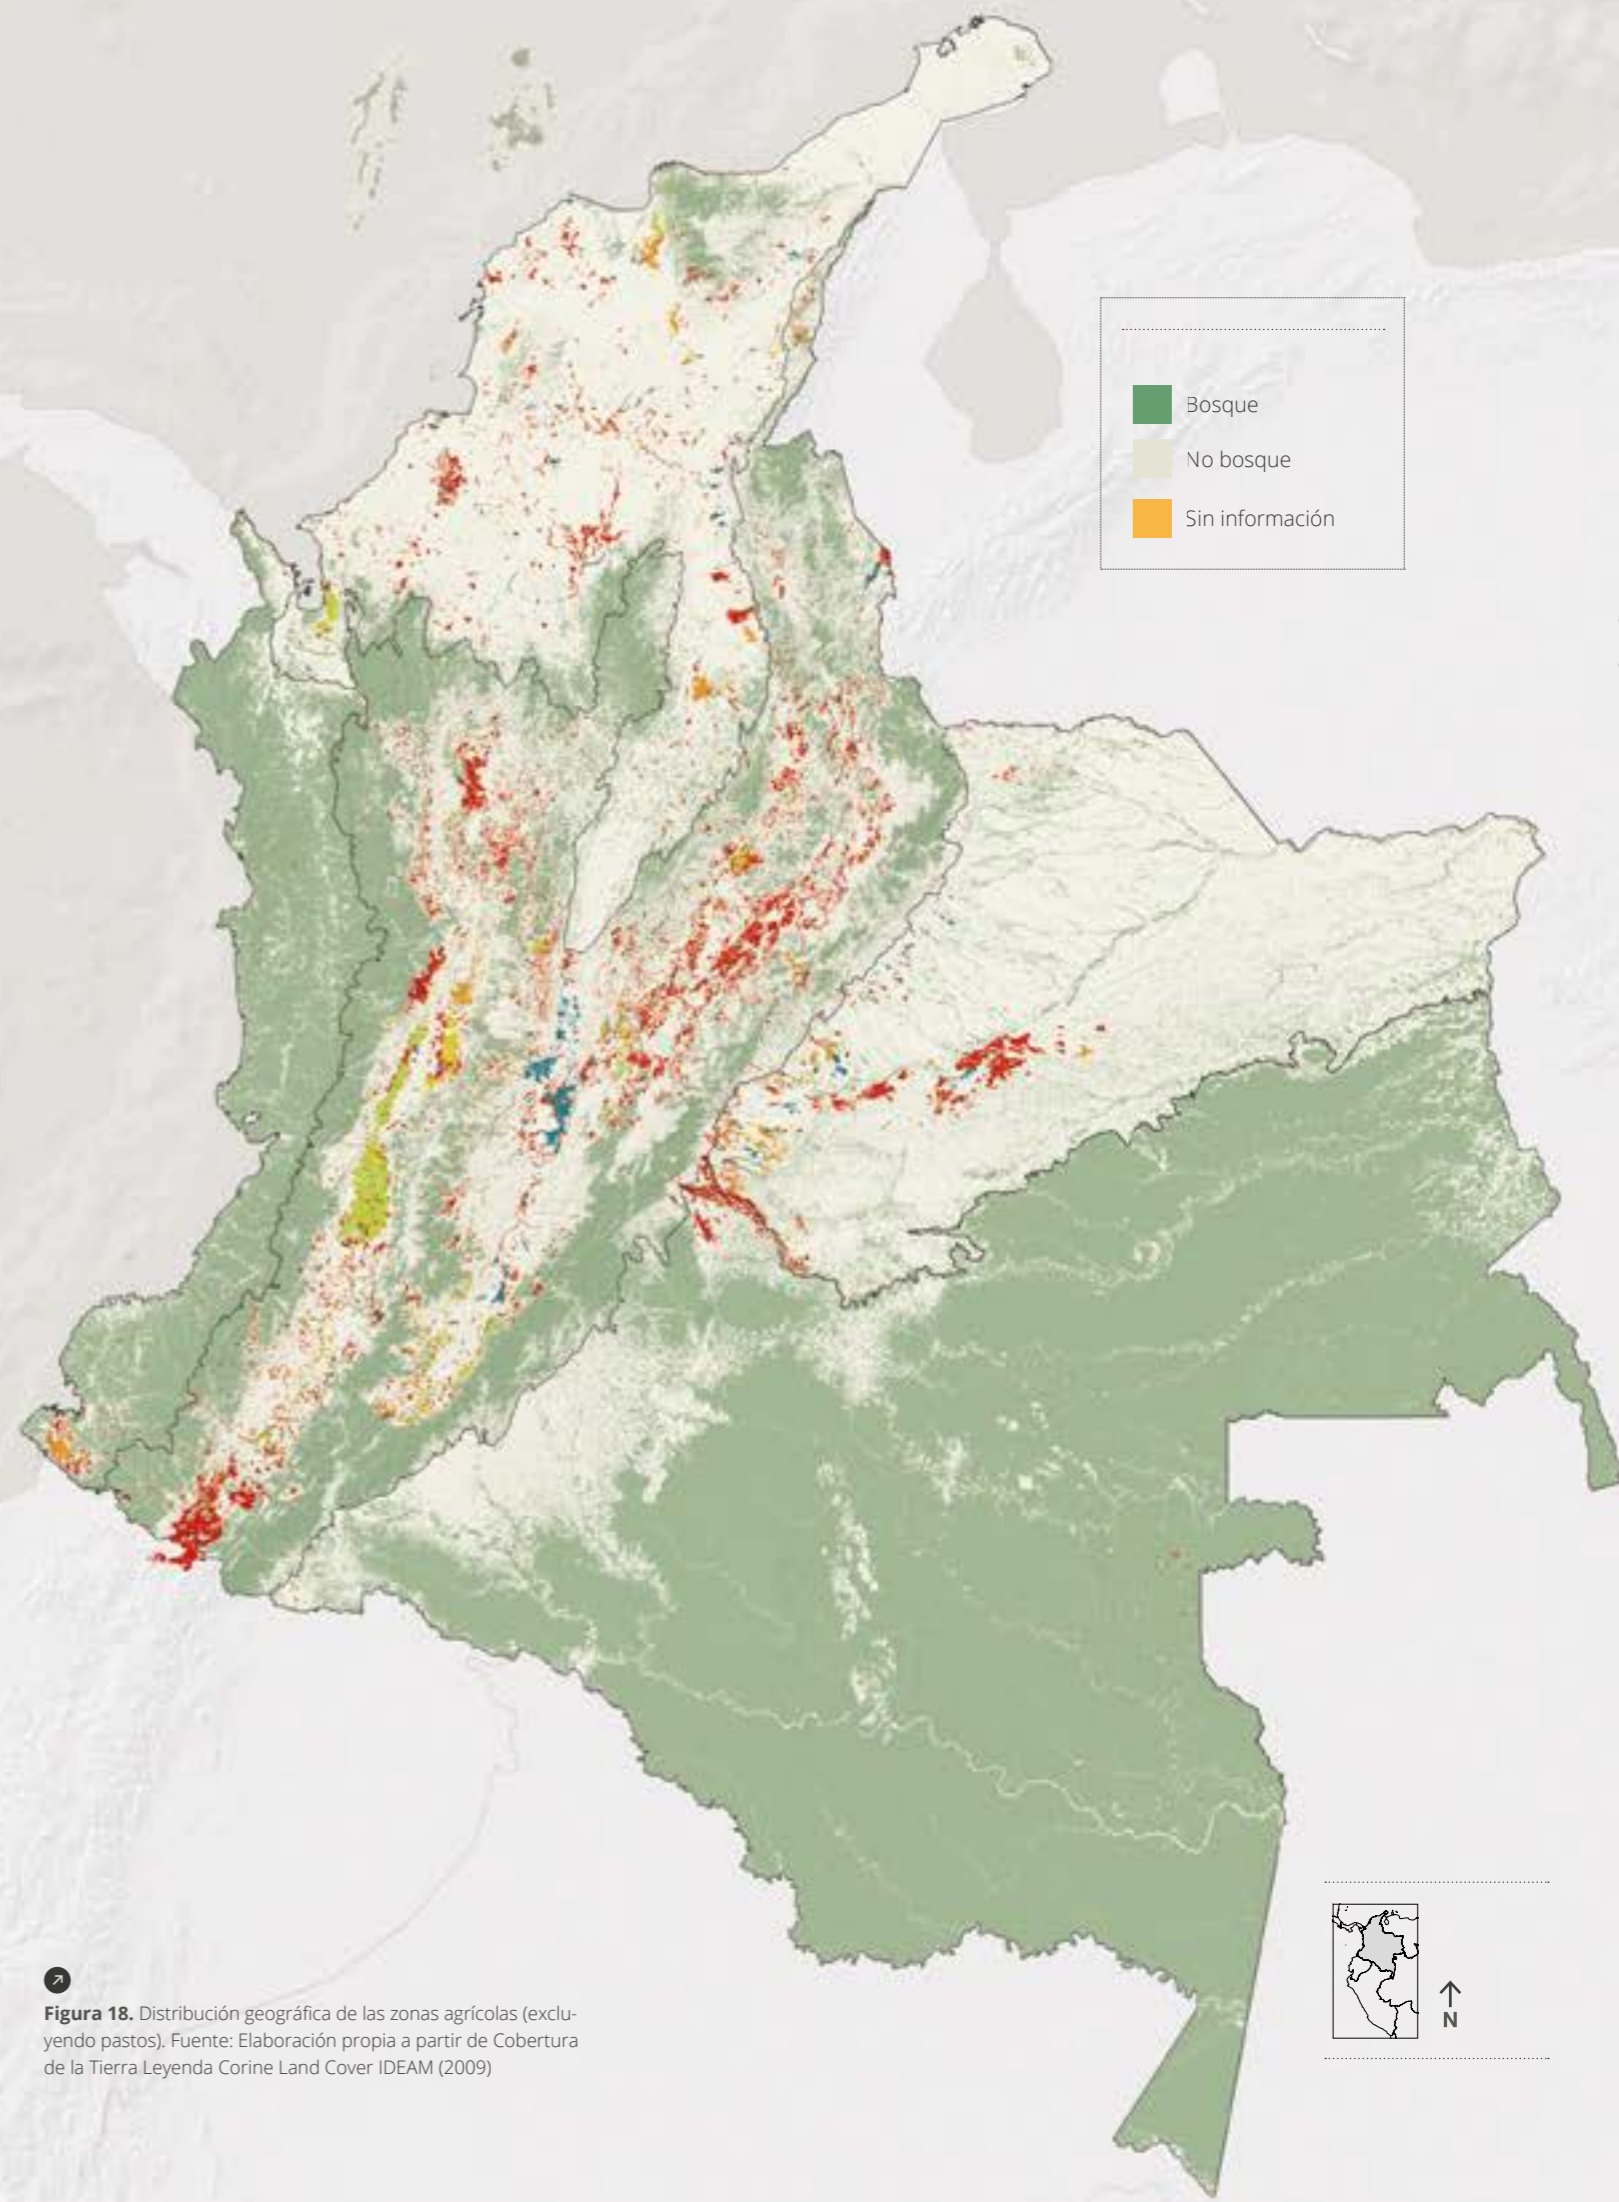 Bosque
No bosque
Sin información
N
Figura 18. Distribución geográfica de las zonas agrícolas (exclu-
yendo pastos). Fuente: Elaboración propia a partir de Cobertura
de la Tierra Leyenda Corine Land Cover IDEAM (2009)